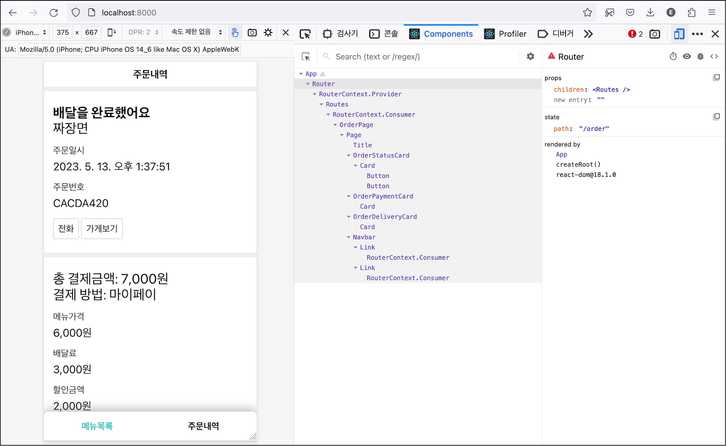 localhost:8000
iPhon...
375 x 667
DPR: 2
속도 제한 없음
검사기
콘솔
Components
Profiler
디버거
2
UA: Mozilla/5.0 (iPhone; CPU iPhone OS 14_6 like Mac OS X) AppleWebK
주문내역
배달을 완료했어요
짜장면
주문일시
2023. 5. 13. 오후 1:37:51
주문번호
CACDA420
전화 가게보기
총 결제금액: 7,000원
결제 방법: 마이페이
메뉴가격
6,000원
배달료
3,000원
할인금액
2,000원
메뉴목록 주문내역
Search (text or /regex/)
App
Router
RouterContext.Provider
Routes
RouterContext.Consumer
OrderPage
Page
Title
OrderStatusCard
Card
Button
Button
OrderPaymentCard
Card
OrderDeliveryCard
Card
Navbar
Link
RouterContext.Consumer
Link
RouterContext.Consumer
Router
props
children: <Routes />
new entry: ""
state
path: "/order"
rendered by
App
createRoot()
react-dom@18.1.0